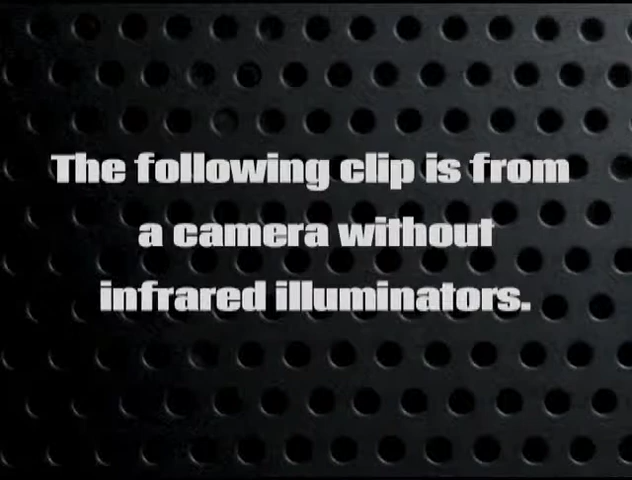 The following clip is from
a camera without
infrared illuminators.